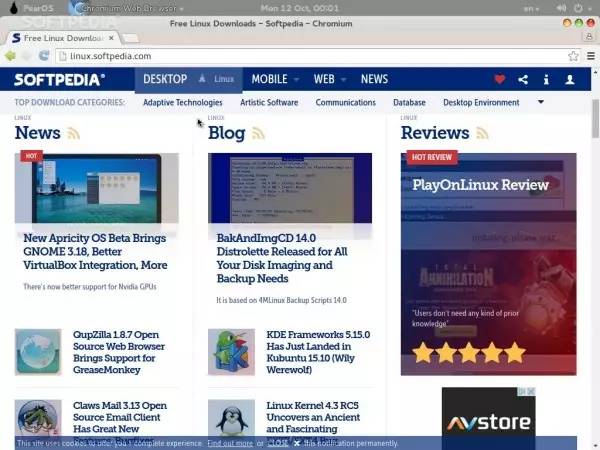 PearOS
Chromium Web Browser
Mon 12 Oct, 00:01
en
SOFTPEDIA
Free Linux Downloads – Softpedia – Chromium
Free Linux Download
linux.softpedia.com
SOFTPEDIA®
DESKTOP
Linux
MOBILE
WEB
NEWS
TOP DOWNLOAD CATEGORIES:
Adaptive Technologies
Artistic Software
Communications
Database
Desktop Environment
LINUX
News
LINUX
Blog
LINUX
Reviews
HOT
New Apricity OS Beta Brings
GNOME 3.18, Better
VirtualBox Integration, More
There's now better support for Nvidia GPUs
QupZilla 1.8.7 Open
Source Web Browser
Brings Support for
GreaseMonkey
Claws Mail 3.13 Open
Source Email Client
Has Great New
BakAndImgCD 14.0
Distrolette Released for All
Your Disk Imaging and
Backup Needs
It is based on 4MLinux Backup Scripts 14.0
KDE Frameworks 5.15.0
Has Just Landed in
Kubuntu 15.10 (Wily
Werewolf)
Linux Kernel 4.3 RC5
Uncovers an Ancient
and
HOT REVIEW
PlayOnLinux Review
TOTAL
ANNIHILATION
"Users don't need any kind of prior
knowledge"
Avstore
This site uses cookies to offer you a complete experience. Find out more or CLOSE X this notification permanently.